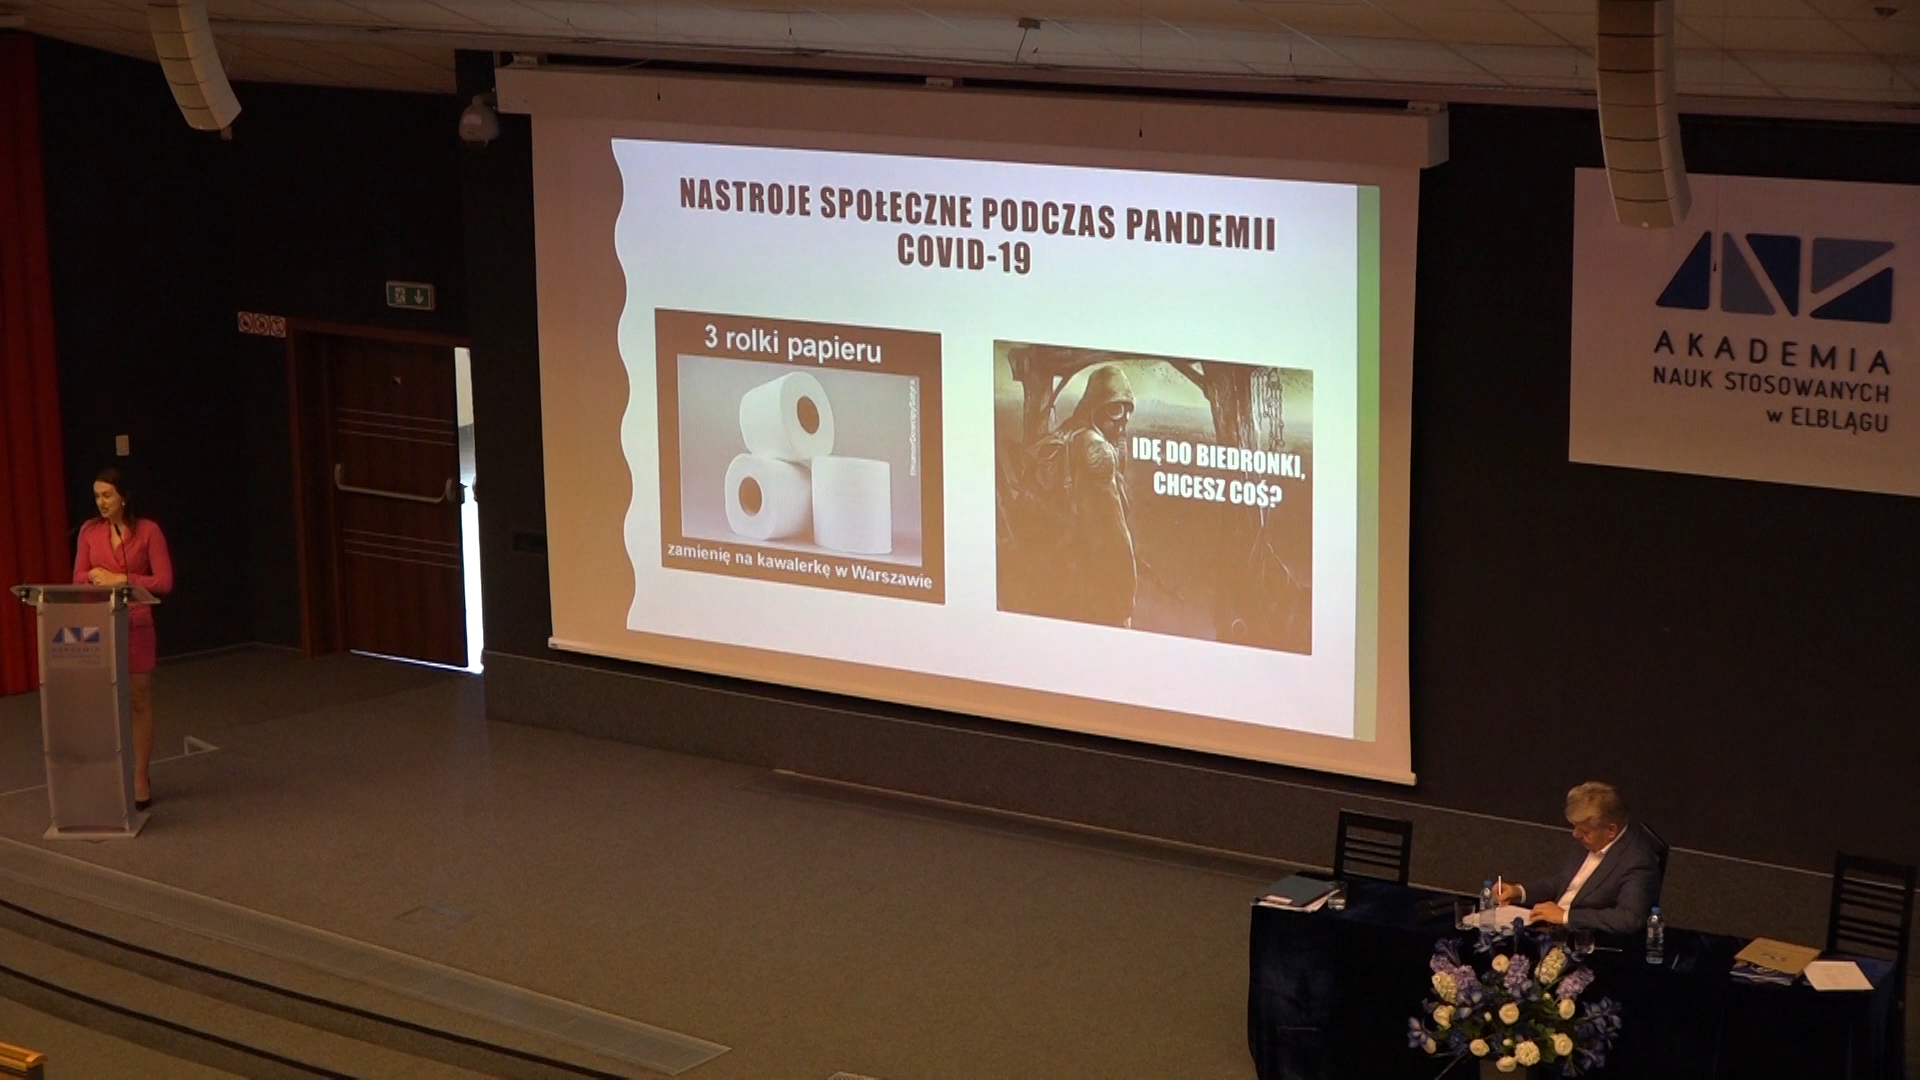 NASTROJE SPOŁECZNE PODCZAS PANDEMII
COVID-19
3 rolki papieru
zamienię na kawalerkę w Warszawie
IDĘ DO BIEDRONKI,
CHCESZ COŚ?
AKADEMIA
NAUK STOSOWANYCH
w ELBLĄGU
AKADEMIA